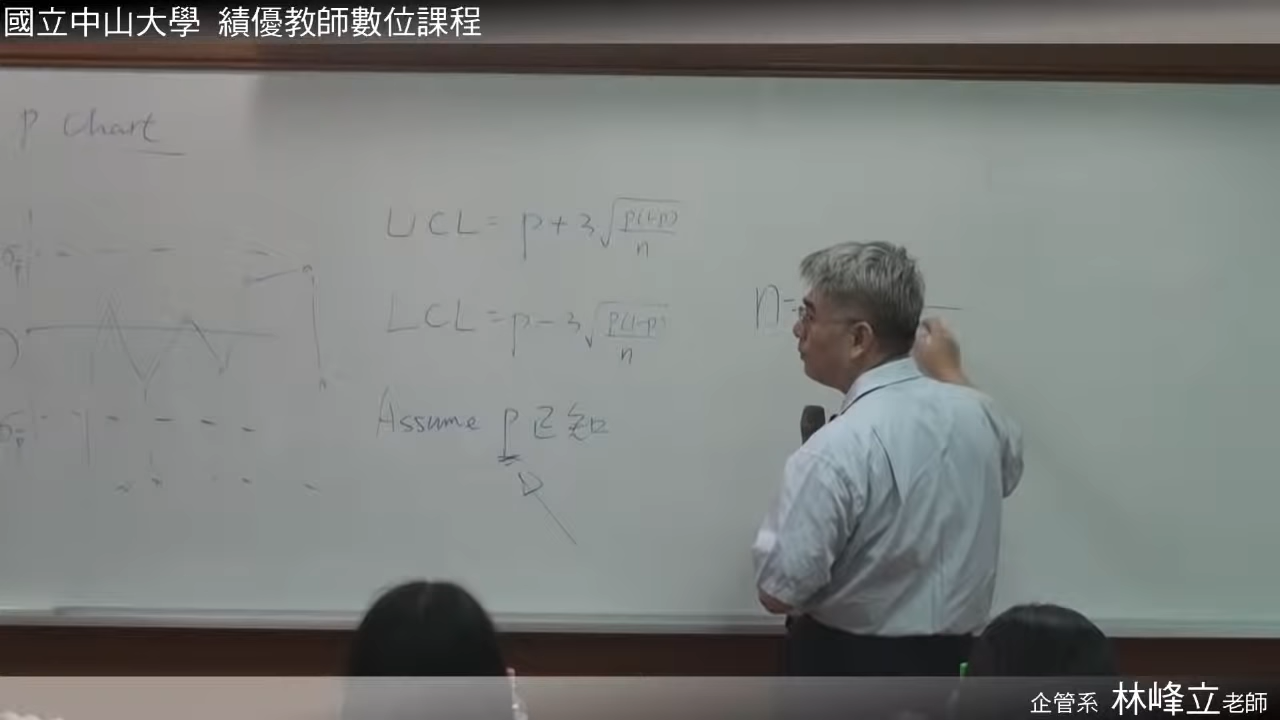 國立中山大學 績優教師數位課程
p Chart
UCL = p + 3√(p(1-p)/n)
LCL = p - 3√(p(1-p)/n)
n=
Assume p 已知
企管系 林峰立老師